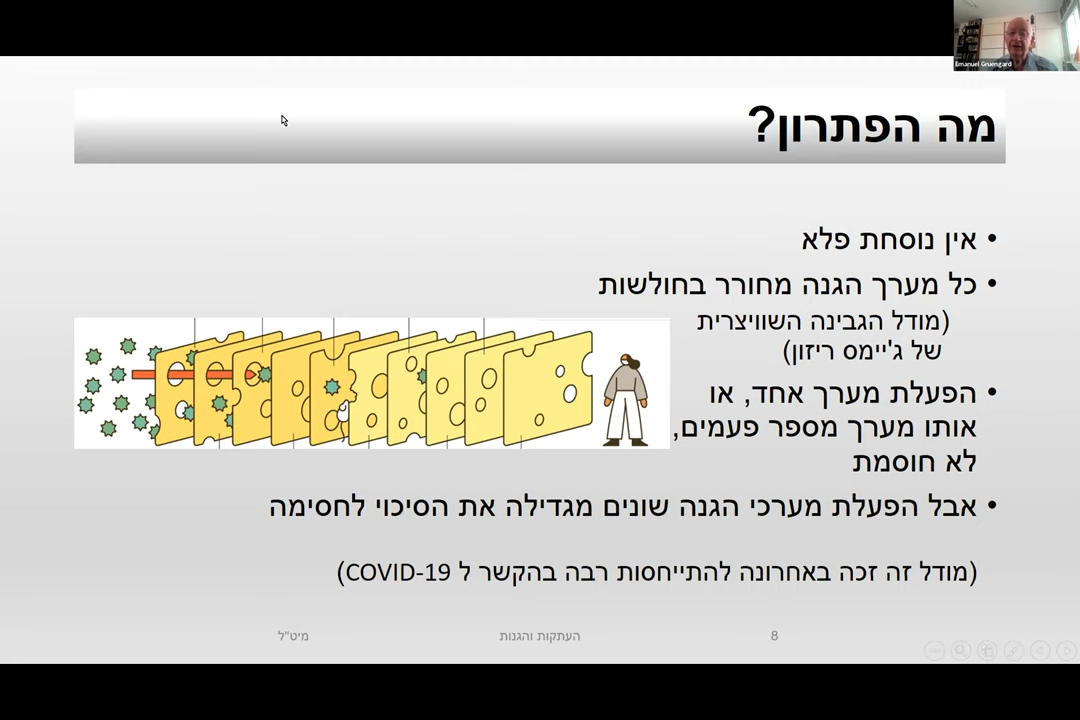 Emanuel Gruengard
מה הפתרון?
• אין נוסחת פלא
• כל מערך הגנה מחורר בחולשות
(מודל הגבינה השוויצרית
של ג'יימס ריזון)
• הפעלת מערך אחד, או
אותו מערך מספר פעמים,
לא חוסמת
• אבל הפעלת מערכי הגנה שונים מגדילה את הסיכוי לחסימה
(מודל זה זכה באחרונה להתייחסות רבה בהקשר ל COVID-19)
8
העתקות והגנות
מיט"ל